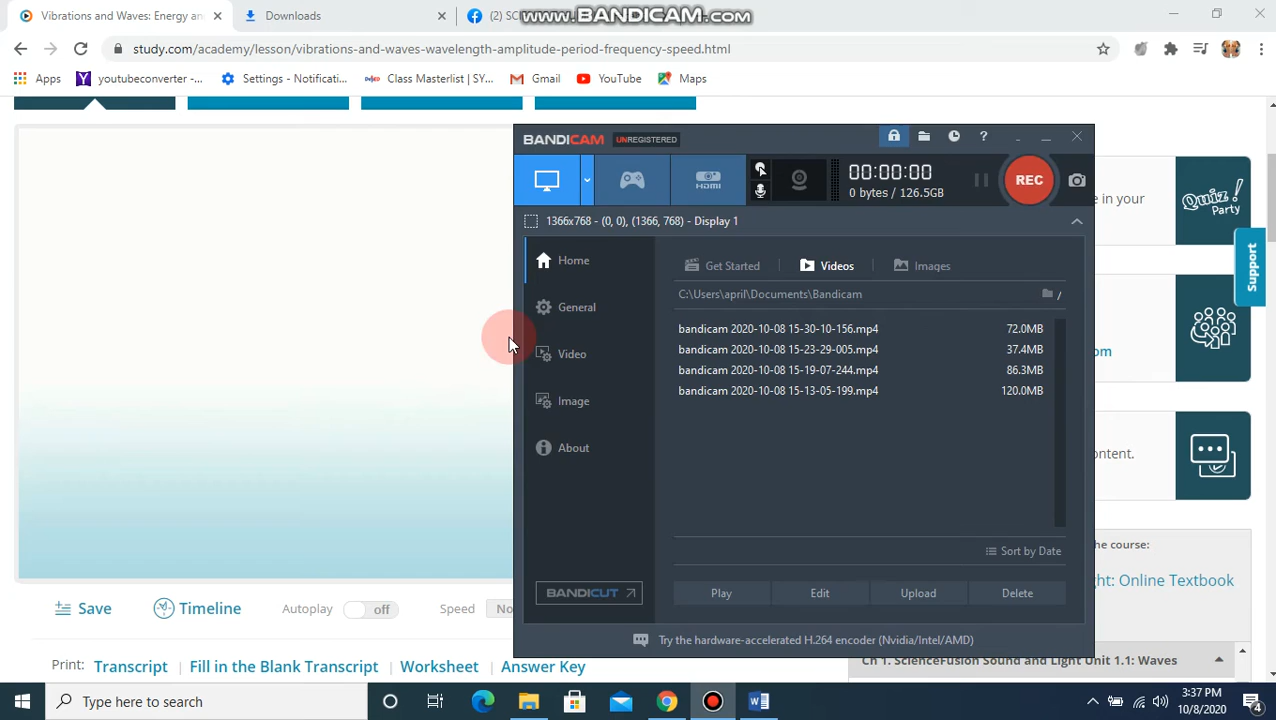 Vibrations and Waves: Energy an
Downloads
(2) SC
www.BANDICAM.com
study.com/academy/lesson/vibrations-and-waves-wavelength-amplitude-period-frequency-speed.html
Apps
youtubeconverter -...
Settings - Notificati...
Class Masterlist | SY...
Gmail
YouTube
Maps
BANDICAM UNREGISTERED
?
HDMI
00:00:00
0 bytes / 126.5GB
REC
1366x768 - (0, 0), (1366, 768) - Display 1
Home
General
Video
Image
About
BANDICUT
Get Started
Videos
Images
C:\Users\april\Documents\Bandicam
/
bandicam 2020-10-08 15-30-10-156.mp4 72.0MB
bandicam 2020-10-08 15-23-29-005.mp4 37.4MB
bandicam 2020-10-08 15-19-07-244.mp4 86.3MB
bandicam 2020-10-08 15-13-05-199.mp4 120.0MB
Sort by Date
Play
Edit
Upload
Delete
Try the hardware-accelerated H.264 encoder (Nvidia/Intel/AMD)
e in your
Quiz!
Party
Support
om
ntent.
he course:
ght: Online Textbook
Ch 1. ScienceFusion Sound and Light Unit 1.1: Waves
Save
Timeline
Autoplay
off
Speed
No
Print: Transcript | Fill in the Blank Transcript | Worksheet | Answer Key
Type here to search
3:37 PM
10/8/2020
4